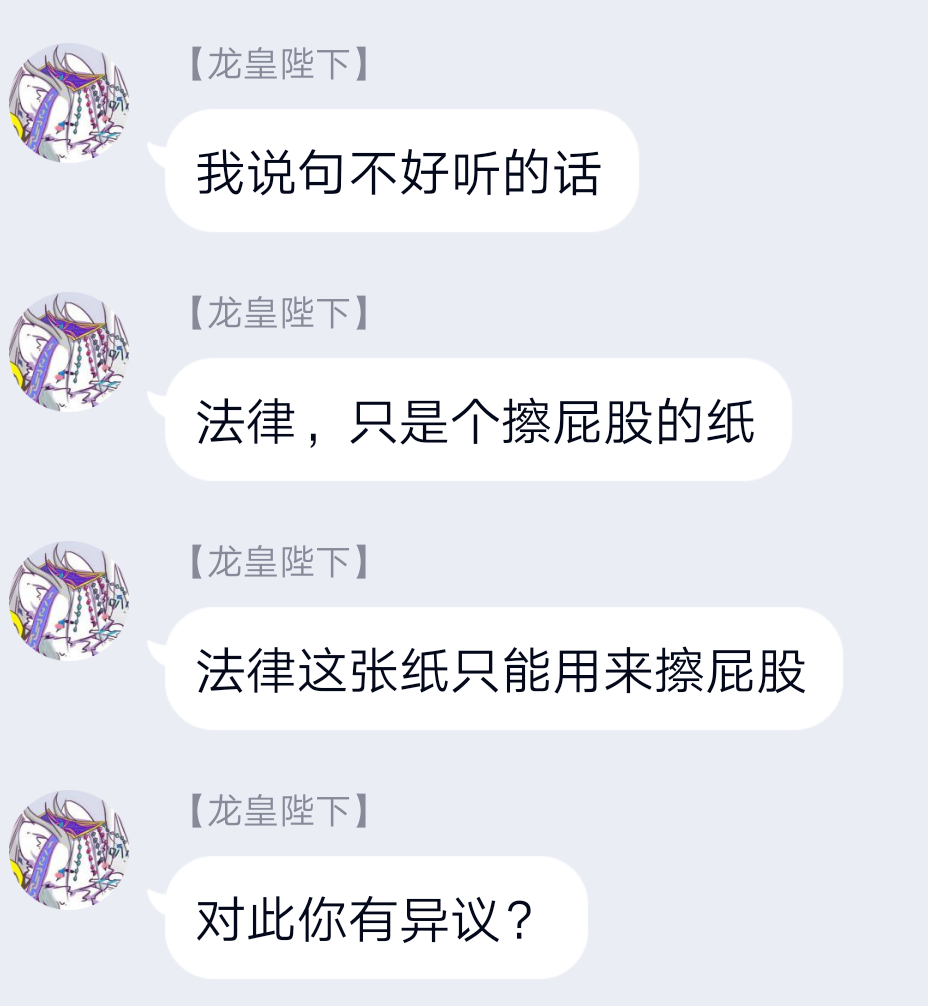 【龙皇陛下】
我说句不好听的话
【龙皇陛下】
法律，只是个擦屁股的纸
【龙皇陛下】
法律这张纸只能用来擦屁股
【龙皇陛下】
对此你有异议？